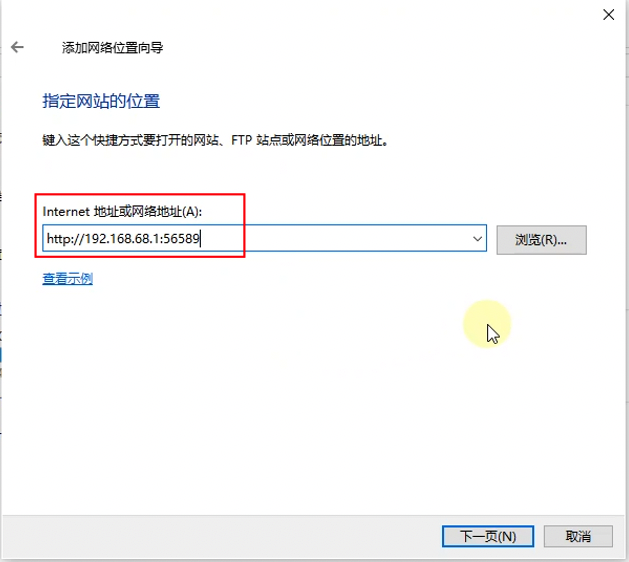 添加网络位置向导
指定网站的位置
键入这个快捷方式要打开的网站、FTP 站点或网络位置的地址。
Internet 地址或网络地址(A):
http://192.168.68.1:56589
浏览(R)...
查看示例
下一页(N)
取消